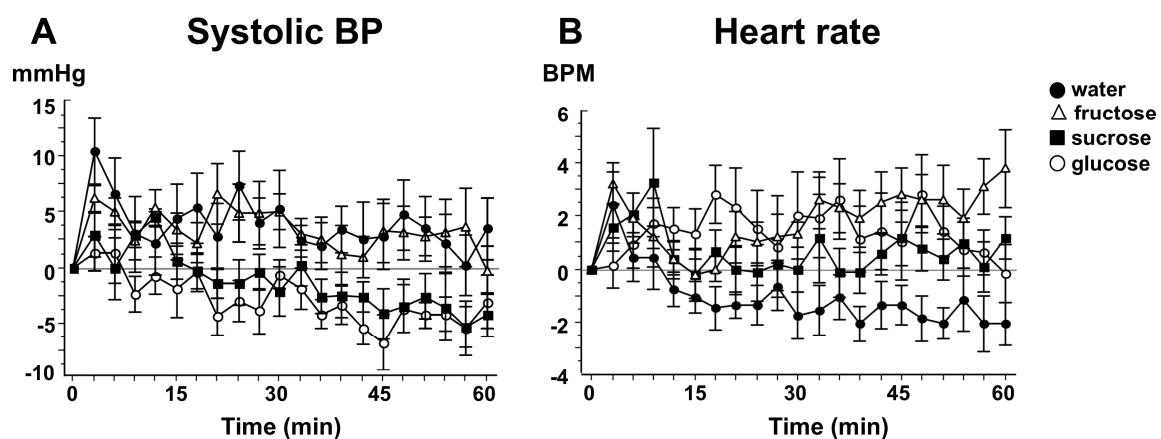 A
Systolic BP
mmHg
15
10
5
0
-5
-10
0
15
30
45
60
Time (min)
B
Heart rate
BPM
6
4
2
0
-2
-4
0
15
30
45
60
Time (min)
water
fructose
sucrose
glucose